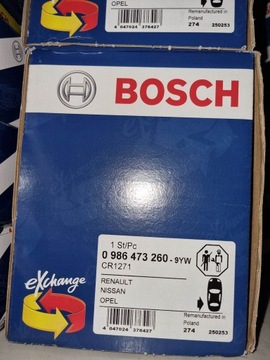 OPEL
Remanufactured in
Poland
4 047024 376427
274 250253
BOSCH
1 St/Pc
0 986 473 260 - 9YW
CR1271
RENAULT
NISSAN
OPEL
eXchange
Remanufactured in
Poland
4 047024 376427
274 250253